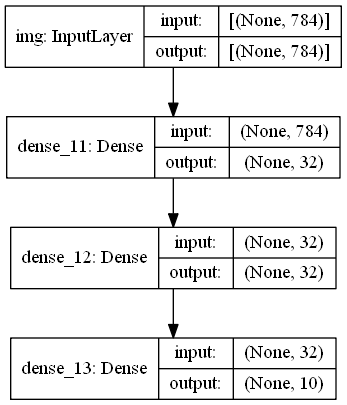 img: InputLayer
input: [(None, 784)]
output: [(None, 784)]
dense_11: Dense
input: (None, 784)
output: (None, 32)
dense_12: Dense
input: (None, 32)
output: (None, 32)
dense_13: Dense
input: (None, 32)
output: (None, 10)